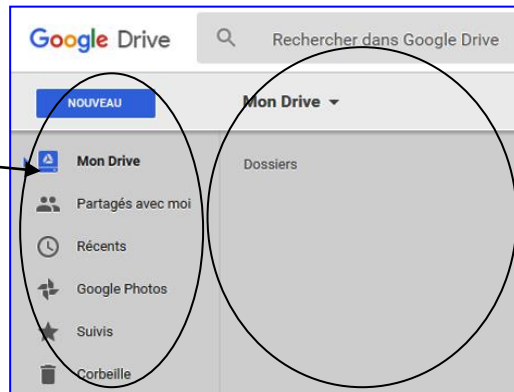 Google Drive
Rechercher dans Google Drive
NOUVEAU
Mon Drive
Mon Drive
Dossiers
Partagés avec moi
Récents
Google Photos
Suivis
Corbeille